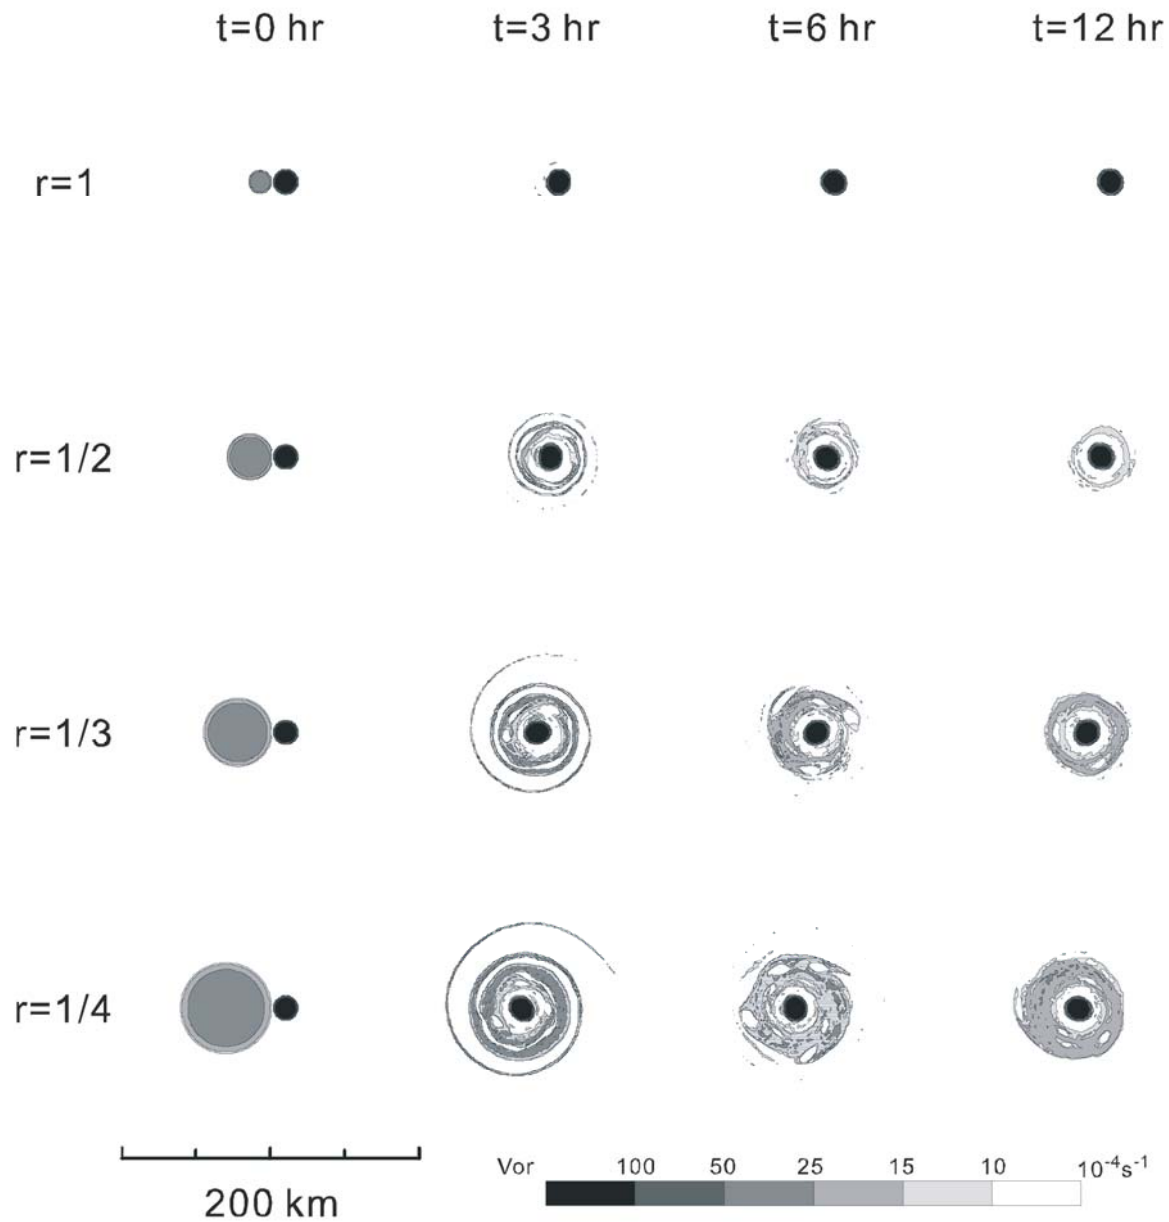 t=0 hr t=3 hr t=6 hr t=12 hr
r=1
r=1/2
r=1/3
r=1/4
200 km
Vor 100 50 25 15 10 10⁻⁴s⁻¹